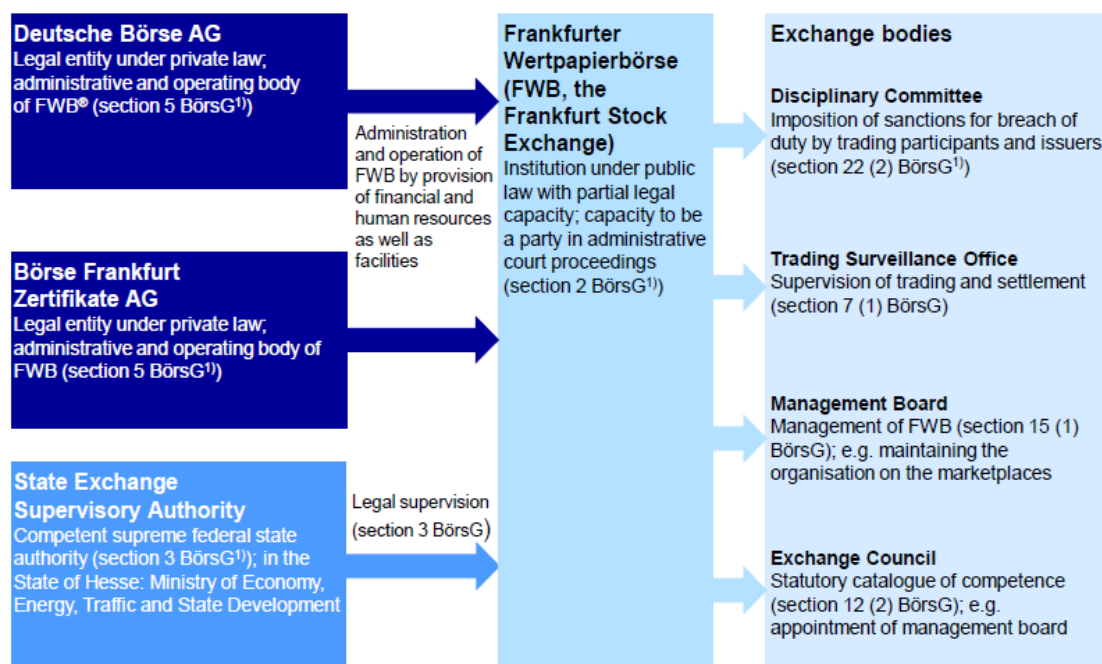 Deutsche Börse AG
Legal entity under private law;
administrative and operating body
of FWB® (section 5 BörsG¹⁾)
Administration
and operation of
FWB by provision
of financial and
human resources
as well as
facilities
Börse Frankfurt
Zertifikate AG
Legal entity under private law;
administrative and operating body of
FWB (section 5 BörsG¹⁾)
State Exchange
Supervisory Authority
Competent supreme federal state
authority (section 3 BörsG¹⁾); in
the State of Hesse: Ministry of Economy,
Energy, Traffic and State Development
Legal supervision
(section 3 BörsG)
Frankfurter
Wertpapierbörse
(FWB, the
Frankfurt Stock
Exchange)
Institution under public
law with partial legal
capacity; capacity to be
a party in administrative
court proceedings
(section 2 BörsG¹⁾)
Exchange bodies
Disciplinary Committee
Imposition of sanctions for breach of
duty by trading participants and issuers
(section 22 (2) BörsG¹⁾)
Trading Surveillance Office
Supervision of trading and settlement
(section 7 (1) BörsG)
Management Board
Management of FWB (section 15 (1)
BörsG); e.g. maintaining the
organisation on the marketplaces
Exchange Council
Statutory catalogue of competence
(section 12 (2) BörsG); e.g.
appointment of management board